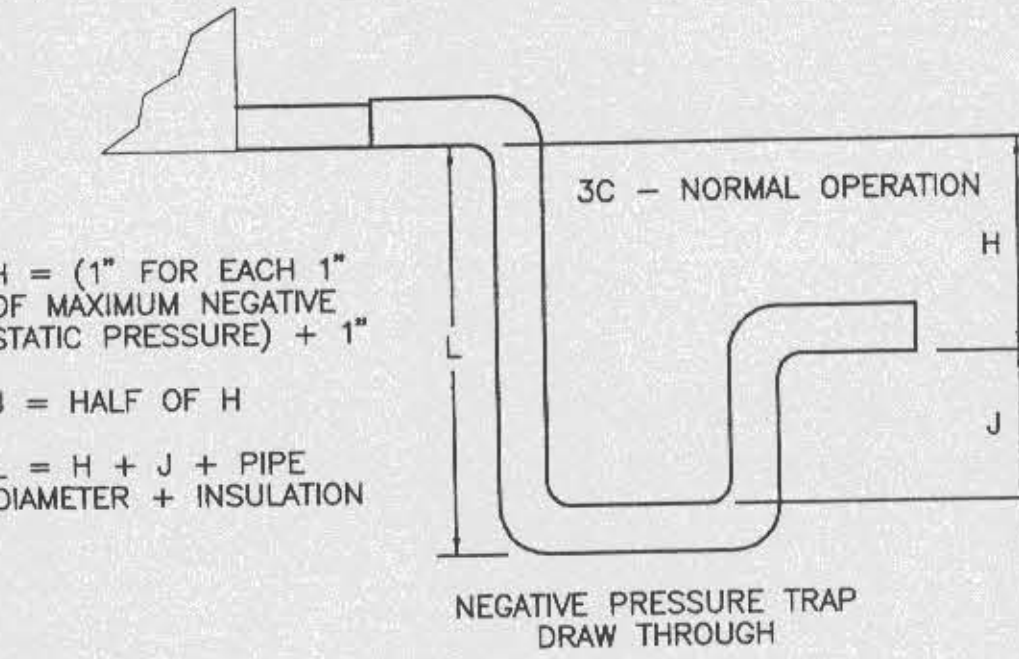 3C – NORMAL OPERATION
H
H = (1" FOR EACH 1"
OF MAXIMUM NEGATIVE
STATIC PRESSURE) + 1"
L
J = HALF OF H
J
L = H + J + PIPE
DIAMETER + INSULATION
NEGATIVE PRESSURE TRAP
DRAW THROUGH